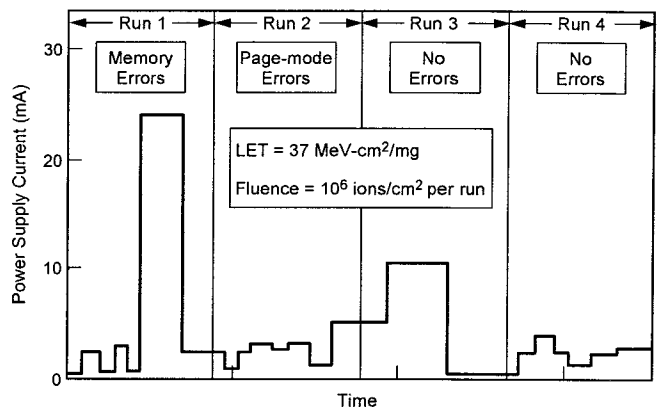 Run 1
Run 2
Run 3
Run 4
Memory
Errors
Page-mode
Errors
No
Errors
No
Errors
LET = 37 MeV-cm²/mg
Fluence = 10⁶ ions/cm² per run
30
20
10
0
Power Supply Current (mA)
Time